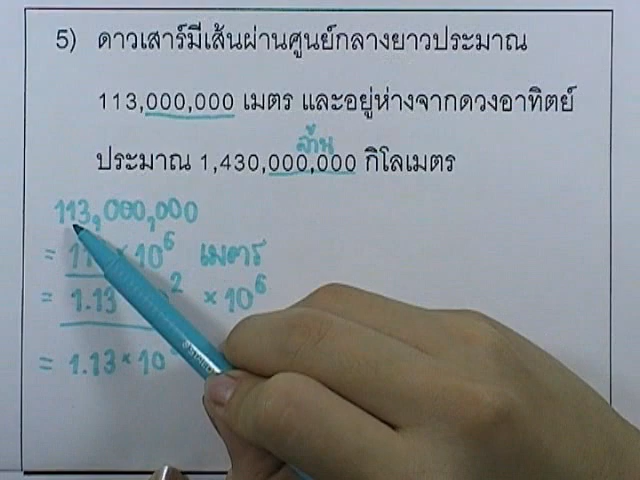 5) ดาวเสาร์มีเส้นผ่านศูนย์กลางยาวประมาณ
113,000,000 เมตร และอยู่ห่างจากดวงอาทิตย์
ล้าน
ประมาณ 1,430,000,000 กิโลเมตร
113,000,000
= 11 × 10⁶ เมตร
= 1.13 ² × 10⁶
= 1.13 × 10